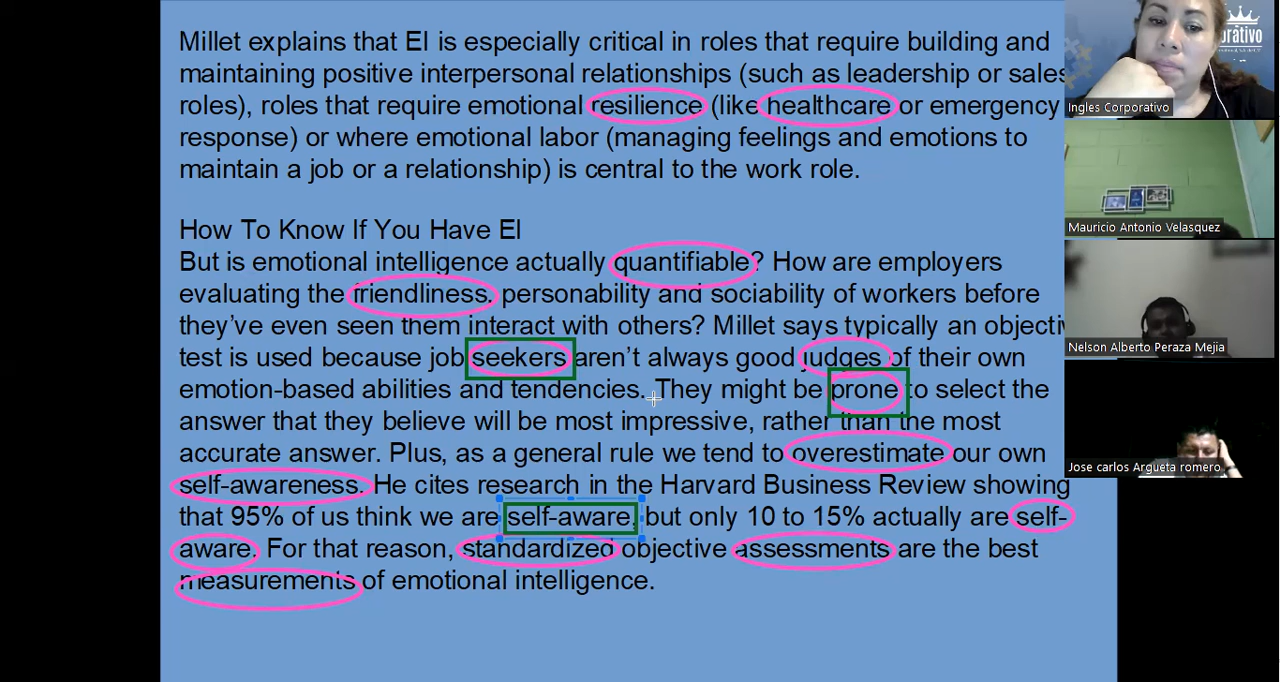 Millet explains that EI is especially critical in roles that require building and
maintaining positive interpersonal relationships (such as leadership or sales
roles), roles that require emotional resilience (like healthcare or emergency
response) or where emotional labor (managing feelings and emotions to
maintain a job or a relationship) is central to the work role.
How To Know If You Have EI
But is emotional intelligence actually quantifiable? How are employers
evaluating the friendliness, personability and sociability of workers before
they've even seen them interact with others? Millet says typically an objectiv
test is used because job seekers aren't always good judges of their own
emotion-based abilities and tendencies. They might be prone to select the
answer that they believe will be most impressive, rather than the most
accurate answer. Plus, as a general rule we tend to overestimate our own
self-awareness. He cites research in the Harvard Business Review showing
that 95% of us think we are self-aware, but only 10 to 15% actually are self-
aware. For that reason, standardized objective assessments are the best
measurements of emotional intelligence.
orativo
Ingles Corporativo
Mauricio Antonio Velasquez
Nelson Alberto Peraza Mejia
Jose carlos Argueta romero